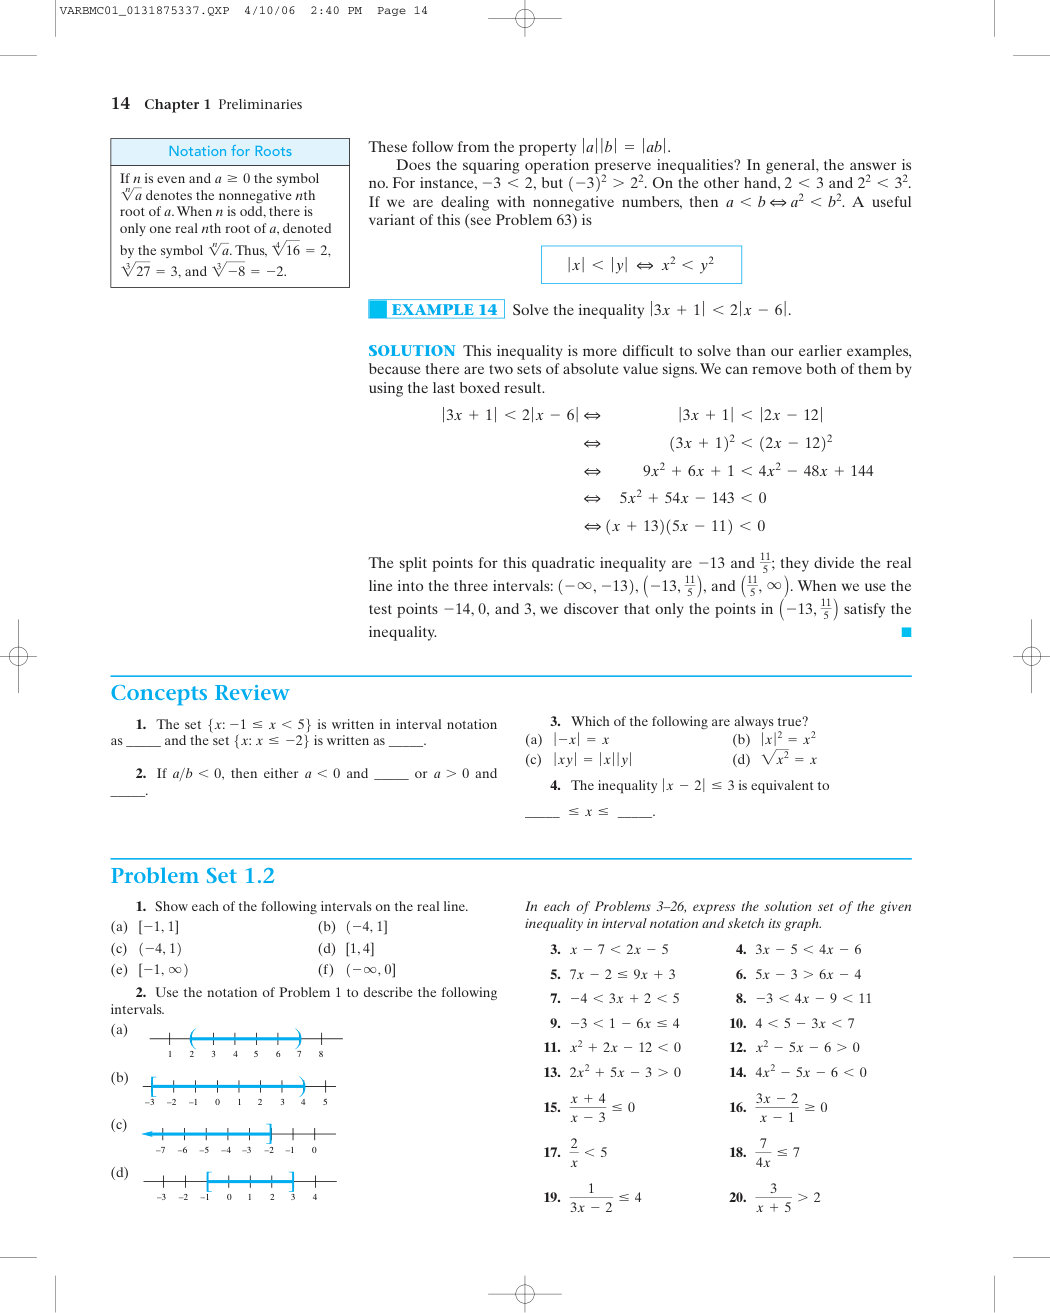 VARBMC01_0131875337.QXP 4/10/06 2:40 PM Page 14
14 Chapter 1 Preliminaries
Notation for Roots
If n is even and a ≥ 0 the symbol
ⁿ√a denotes the nonnegative nth
root of a. When n is odd, there is
only one real nth root of a, denoted
by the symbol ⁿ√a. Thus, ⁴√16 = 2,
³√27 = 3, and ³√−8 = −2.
These follow from the property |a||b| = |ab|.
Does the squaring operation preserve inequalities? In general, the answer is
no. For instance, −3 < 2, but (−3)² > 2². On the other hand, 2 < 3 and 2² < 3².
If we are dealing with nonnegative numbers, then a < b ⇔ a² < b². A useful
variant of this (see Problem 63) is
|x| < |y| ⇔ x² < y²
EXAMPLE 14 Solve the inequality |3x + 1| < 2|x − 6|.
SOLUTION This inequality is more difficult to solve than our earlier examples,
because there are two sets of absolute value signs. We can remove both of them by
using the last boxed result.
|3x + 1| < 2|x − 6| ⇔ |3x + 1| < |2x − 12|
⇔ (3x + 1)² < (2x − 12)²
⇔ 9x² + 6x + 1 < 4x² − 48x + 144
⇔ 5x² + 54x − 143 < 0
⇔ (x + 13)(5x − 11) < 0
The split points for this quadratic inequality are −13 and 11/5; they divide the real
line into the three intervals: (−∞, −13), (−13, 11/5), and (11/5, ∞). When we use the
test points −14, 0, and 3, we discover that only the points in (−13, 11/5) satisfy the
inequality.
Concepts Review
1. The set {x: −1 ≤ x < 5} is written in interval notation
as _____ and the set {x: x ≤ −2} is written as _____.
2. If a/b < 0, then either a < 0 and _____ or a > 0 and
_____.
3. Which of the following are always true?
(a) |−x| = x (b) |x|² = x²
(c) |xy| = |x||y| (d) √x² = x
4. The inequality |x − 2| ≤ 3 is equivalent to
_____ ≤ x ≤ _____.
Problem Set 1.2
1. Show each of the following intervals on the real line.
(a) [−1, 1] (b) (−4, 1]
(c) (−4, 1) (d) [1, 4]
(e) [−1, ∞) (f) (−∞, 0]
2. Use the notation of Problem 1 to describe the following
intervals.
(a)
1 2 3 4 5 6 7 8
(b)
−3 −2 −1 0 1 2 3 4 5
(c)
−7 −6 −5 −4 −3 −2 −1 0
(d)
−3 −2 −1 0 1 2 3 4
In each of Problems 3–26, express the solution set of the given
inequality in interval notation and sketch its graph.
3. x − 7 < 2x − 5 4. 3x − 5 < 4x − 6
5. 7x − 2 ≤ 9x + 3 6. 5x − 3 > 6x − 4
7. −4 < 3x + 2 < 5 8. −3 < 4x − 9 < 11
9. −3 < 1 − 6x ≤ 4 10. 4 < 5 − 3x < 7
11. x² + 2x − 12 < 0 12. x² − 5x − 6 > 0
13. 2x² + 5x − 3 > 0 14. 4x² − 5x − 6 < 0
15. (x + 4)/(x − 3) ≤ 0 16. (3x − 2)/(x − 1) ≥ 0
17. 2/x < 5 18. 7/4x ≤ 7
19. 1/(3x − 2) ≤ 4 20. 3/(x + 5) > 2